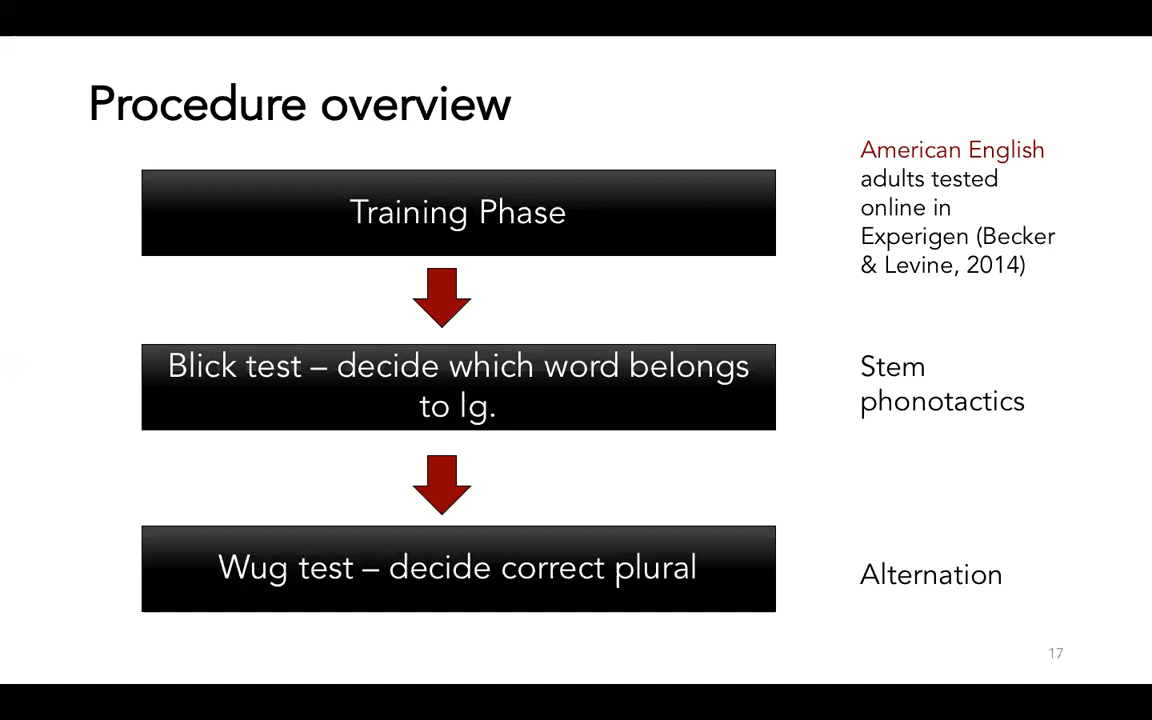 Procedure overview
Training Phase
American English
adults tested
online in
Experigen (Becker
& Levine, 2014)
Blick test – decide which word belongs
to lg.
Stem
phonotactics
Wug test – decide correct plural
Alternation
17